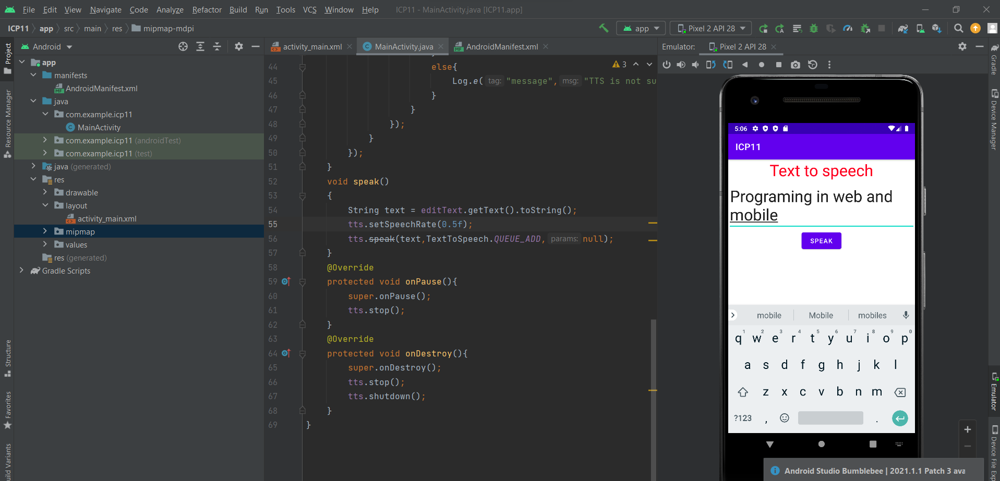 File Edit View Navigate Code Analyze Refactor Build Run Tools VCS Window Help ICP11 - MainActivity.java [ICP11.app]
ICP11 app src main res mipmap-mdpi app Pixel 2 API 28
Project
Resource Manager
Structure
Favorites
Build Variants
Android
app
manifests
AndroidManifest.xml
java
com.example.icp11
MainActivity
com.example.icp11 (androidTest)
com.example.icp11 (test)
java (generated)
res
drawable
layout
activity_main.xml
mipmap
values
res (generated)
Gradle Scripts
activity_main.xml MainActivity.java AndroidManifest.xml
3
44 else{
45 Log.e( tag: "message", msg: "TTS is not su
46 }
47 }
48 });
49 }
50 });
51 }
52 void speak()
53 {
54 String text = editText.getText().toString();
55 tts.setSpeechRate(0.5f);
56 tts.speak(text,TextToSpeech.QUEUE_ADD, params: null);
57 }
58 @Override
59 protected void onPause(){
60 super.onPause();
61 tts.stop();
62 }
63 @Override
64 protected void onDestroy(){
65 super.onDestroy();
66 tts.stop();
67 tts.shutdown();
68 }
69 }
Emulator: Pixel 2 API 28
5:06
ICP11
Text to speech
Programing in web and
mobile
SPEAK
mobile Mobile mobiles
1 2 3 4 5 6 7 8 9 0
q w e r t y u i o p
a s d f g h j k l
z x c v b n m
?123 , .
Android Studio Bumblebee | 2021.1.1 Patch 3 ava
Gradle
Device Manager
Emulator
Device File Exp